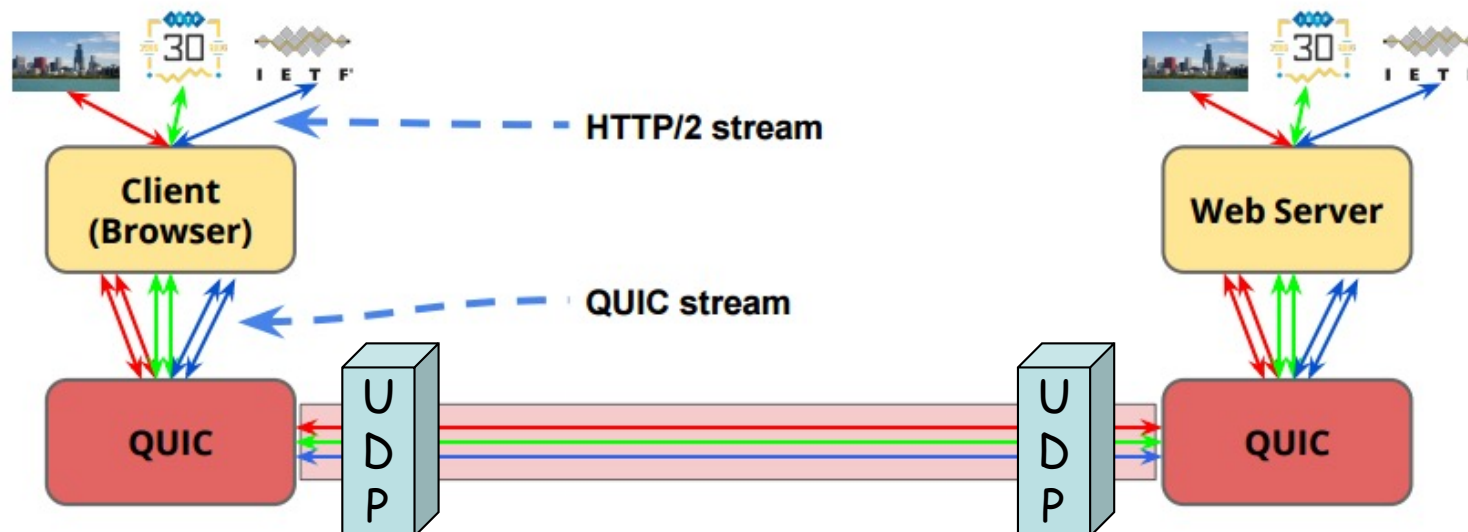 IETF
30
I E T F
HTTP/2 stream
Client
(Browser)
QUIC stream
QUIC
U
D
P
IETF
30
I E T
Web Server
U
D
P
QUIC